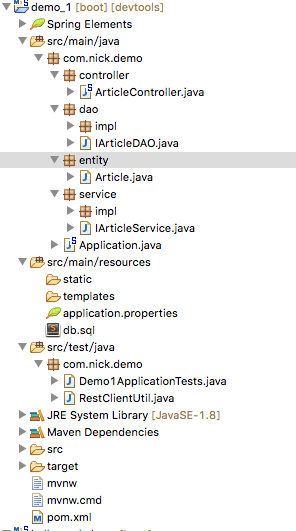 demo_1 [boot] [devtools]
Spring Elements
src/main/java
com.nick.demo
controller
ArticleController.java
dao
impl
IArticleDAO.java
entity
Article.java
service
impl
IArticleService.java
Application.java
src/main/resources
static
templates
application.properties
db.sql
src/test/java
com.nick.demo
Demo1ApplicationTests.java
RestClientUtil.java
JRE System Library [JavaSE-1.8]
Maven Dependencies
src
target
mvnw
mvnw.cmd
pom.xml